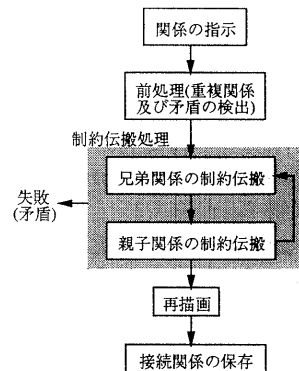 関係の指示
前処理(重複関係
及び矛盾の検出)
制約伝搬処理
兄弟関係の制約伝搬
失敗
(矛盾)
親子関係の制約伝搬
再描画
接続関係の保存